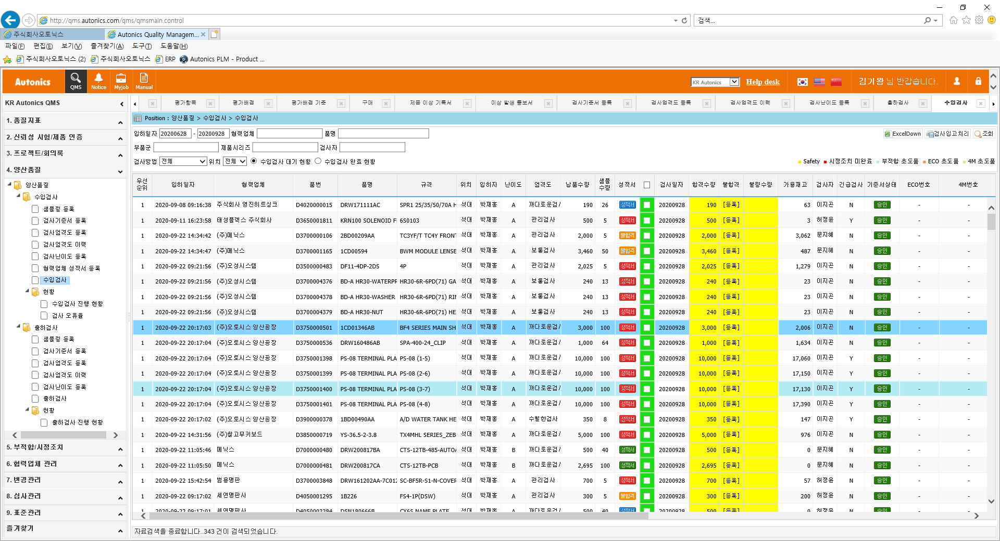 http://qms.autonics.com/qms/qmsmain.control
검색...
주식회사오토닉스
Autonics Quality Managem...
파일(F) 편집(E) 보기(V) 즐겨찾기(A) 도구(T) 도움말(H)
주식회사오토닉스 (2) 주식회사오토닉스 ERP Autonics PLM - Product ...
Autonics QMS Notice Myjob Manual KR Autonics Help desk 김기왕 님 반갑습니다.
KR Autonics QMS
평가항목 평가배점 평가배점 기준 구매 제품 이상 기록서 이상 발생 통보서 검사기준서 등록 검사엄격도 등록 검사엄격도 이력 검사난이도 등록 출하검사 수입검사
Position : 양산품질 > 수입검사 > 수입검사
1. 품질지표
2. 신뢰성 시험/제품 인증
3. 프로젝트/회의록
4. 양산품질
양산품질
수입검사
샘플링 등록
검사기준서 등록
검사엄격도 등록
검사엄격도 이력
검사난이도 등록
협력업체 성적서 등록
수입검사
현황
수입검사 진행 현황
검사 오류율
출하검사
샘플링 등록
검사기준서 등록
검사엄격도 등록
검사엄격도 이력
검사난이도 등록
출하검사
현황
출하검사 진행 현황
5. 부적합/시정조치
6. 협력업체 관리
7. 변경관리
8. 심사관리
9. 표준관리
즐겨찾기
입하일자 20200628 - 20200928 협력업체 품명
ExcelDown 검사입고처리 조회
부품군 제품시리즈 검사자
검사방법 전체 위치 전체 수입검사 대기 현황 수입검사 완료 현황
Safety 시정조치 미완료 부적합 초도품 ECO 초도품 4M 초도품
우선순위 입하일자 협력업체 품번 품명 규격 위치 입하자 난이도 엄격도 납품수량 샘플수량 성적서 검사일자 합격수량 불합격 불량수량 가용재고 검사자 긴급검사 기준서상태 ECO번호 4M번호
1 2020-09-08 09:16:38 주식회사 영진히트싱크 D4020000015 DRW171111AC SPR1 25/35/50/70A H 석대 박재홍 A 까다로운검사 190 26 성적서 20200928 190 [등록] 63 이지곤 N 승인 - -
1 2020-09-11 16:23:58 태성플렉스 주식회사 D3650001811 KRN100 SOLENOID F 6S0103 석대 박재홍 A 관리검사 500 5 성적서 20200928 500 [등록] 3 허정윤 Y 승인 - -
1 2020-09-22 14:34:42 (주)메닉스 D3700000106 2BD00209AA TC3YF/T TC4Y FRONT 석대 박재홍 A 관리검사 2,000 5 불합격 20200928 2,000 [등록] 3,062 문지혜 N 승인 - -
1 2020-09-22 14:34:47 (주)메닉스 D3700001165 1CD00594 BWM MODULE LENSE 석대 박재홍 A 보통검사 3,460 50 불합격 20200928 3,460 [등록] 487 문지혜 N 승인 - -
1 2020-09-22 09:21:56 (주)오성시스템 D3500000483 DF11-4DP-2DS 4P 석대 박재홍 A 관리검사 2,025 5 성적서 20200928 2,025 [등록] 1,279 이지곤 N 승인 - -
1 2020-09-22 09:21:56 (주)오성시스템 D3700004376 BD-A HR30-WATERPR HR30-6R-6PD(71) GA 석대 박재홍 A 보통검사 240 13 성적서 20200928 240 [등록] 23 이지곤 N 승인 - -
1 2020-09-22 09:21:56 (주)오성시스템 D3700004378 BD-A HR30-WASHER HR30-6R-6PD(71) RIN 석대 박재홍 A 보통검사 240 13 성적서 20200928 240 [등록] 23 이지곤 N 승인 - -
1 2020-09-22 09:21:56 (주)오성시스템 D3700004379 BD-A HR30-NUT HR30-6R-6PD(71) HE 석대 박재홍 A 보통검사 240 13 성적서 20200928 240 [등록] 23 이지곤 N 승인 - -
1 2020-09-22 20:17:03 (주)오토시스 양산공장 D3750000501 1CD01346AB BF4 SERIES MAIN SH 석대 박재홍 A 까다로운검사 3,000 100 성적서 20200928 3,000 [등록] 2,006 이지곤 N 승인 - -
1 2020-09-22 20:17:04 (주)오토시스 양산공장 D3750000536 DRW160486AB SPA-400-24_CLIP 석대 박재홍 A 까다로운검사 1,000 64 성적서 20200928 1,000 [등록] 1,634 이지곤 N 승인 - -
1 2020-09-22 20:17:04 (주)오토시스 양산공장 D3750001398 PS-08 TERMINAL PLA PS-08 (1-5) 석대 박재홍 A 까다로운검사 10,000 100 성적서 20200928 10,000 [등록] 17,060 이지곤 Y 승인 - -
1 2020-09-22 20:17:04 (주)오토시스 양산공장 D3750001399 PS-08 TERMINAL PLA PS-08 (2-6) 석대 박재홍 A 까다로운검사 10,000 100 성적서 20200928 10,000 [등록] 17,150 이지곤 Y 승인 - -
1 2020-09-22 20:17:04 (주)오토시스 양산공장 D3750001400 PS-08 TERMINAL PLA PS-08 (3-7) 석대 박재홍 A 까다로운검사 10,000 100 성적서 20200928 10,000 [등록] 17,130 이지곤 Y 승인 - -
1 2020-09-22 20:17:04 (주)오토시스 양산공장 D3750001401 PS-08 TERMINAL PLA PS-08 (4-8) 석대 박재홍 A 까다로운검사 10,000 100 성적서 20200928 10,000 [등록] 17,390 이지곤 Y 승인 - -
1 2020-09-22 20:17:02 (주)오토시스 양산공장 D3900000378 1BD00490AA A/D WATER TANK HE 석대 박재홍 A 수월한검사 350 8 성적서 20200928 350 [등록] 147 이지곤 Y 승인 - -
1 2020-09-22 14:31:56 (주)찰고무키보드 D3850000719 YS-36.5-2-3.8 TX4MHL SERIES_ZEB 석대 박재홍 A 까다로운검사 5,000 100 성적서 20200928 5,000 [등록] 976 이지곤 N 승인 - -
1 2020-09-22 11:05:46 메닉스 D7000000480 DRW200817BA CTS-12TB-485-AUTO 석대 박재홍 B 까다로운검사 500 40 성적서 20200928 500 [등록] 0 문지혜 N 승인 - -
1 2020-09-22 11:05:50 메닉스 D7000000481 DRW200817CA CTS-12TB-PCB 석대 박재홍 B 까다로운검사 2,695 100 성적서 20200928 2,695 [등록] 0 문지혜 N 승인 - -
1 2020-09-22 15:42:54 범용명판 D3700003848 DRW161202AA-7C012 SC-BF5R-S1-N-COVER 석대 박재홍 A 관리검사 700 5 성적서 20200928 700 [등록] 57 허정윤 N 승인 - -
1 2020-09-22 09:17:02 세연명판사 D4050001295 1B226 FS4-1P(DSW) 석대 박재홍 A 관리검사 300 5 불합격 20200928 300 [등록] 200 허정윤 N 승인 - -
1 2020-09-22 09:17:01 세연명판사 D4050003384 DSN180666B CX6S NAME PLATE 석대 박재홍 A 까다로운검사 500 40 성적서 20200928 500 [등록] 0 허정윤 N 승인 - -
자료검색을 종료합니다..343 건이 검색되었습니다.